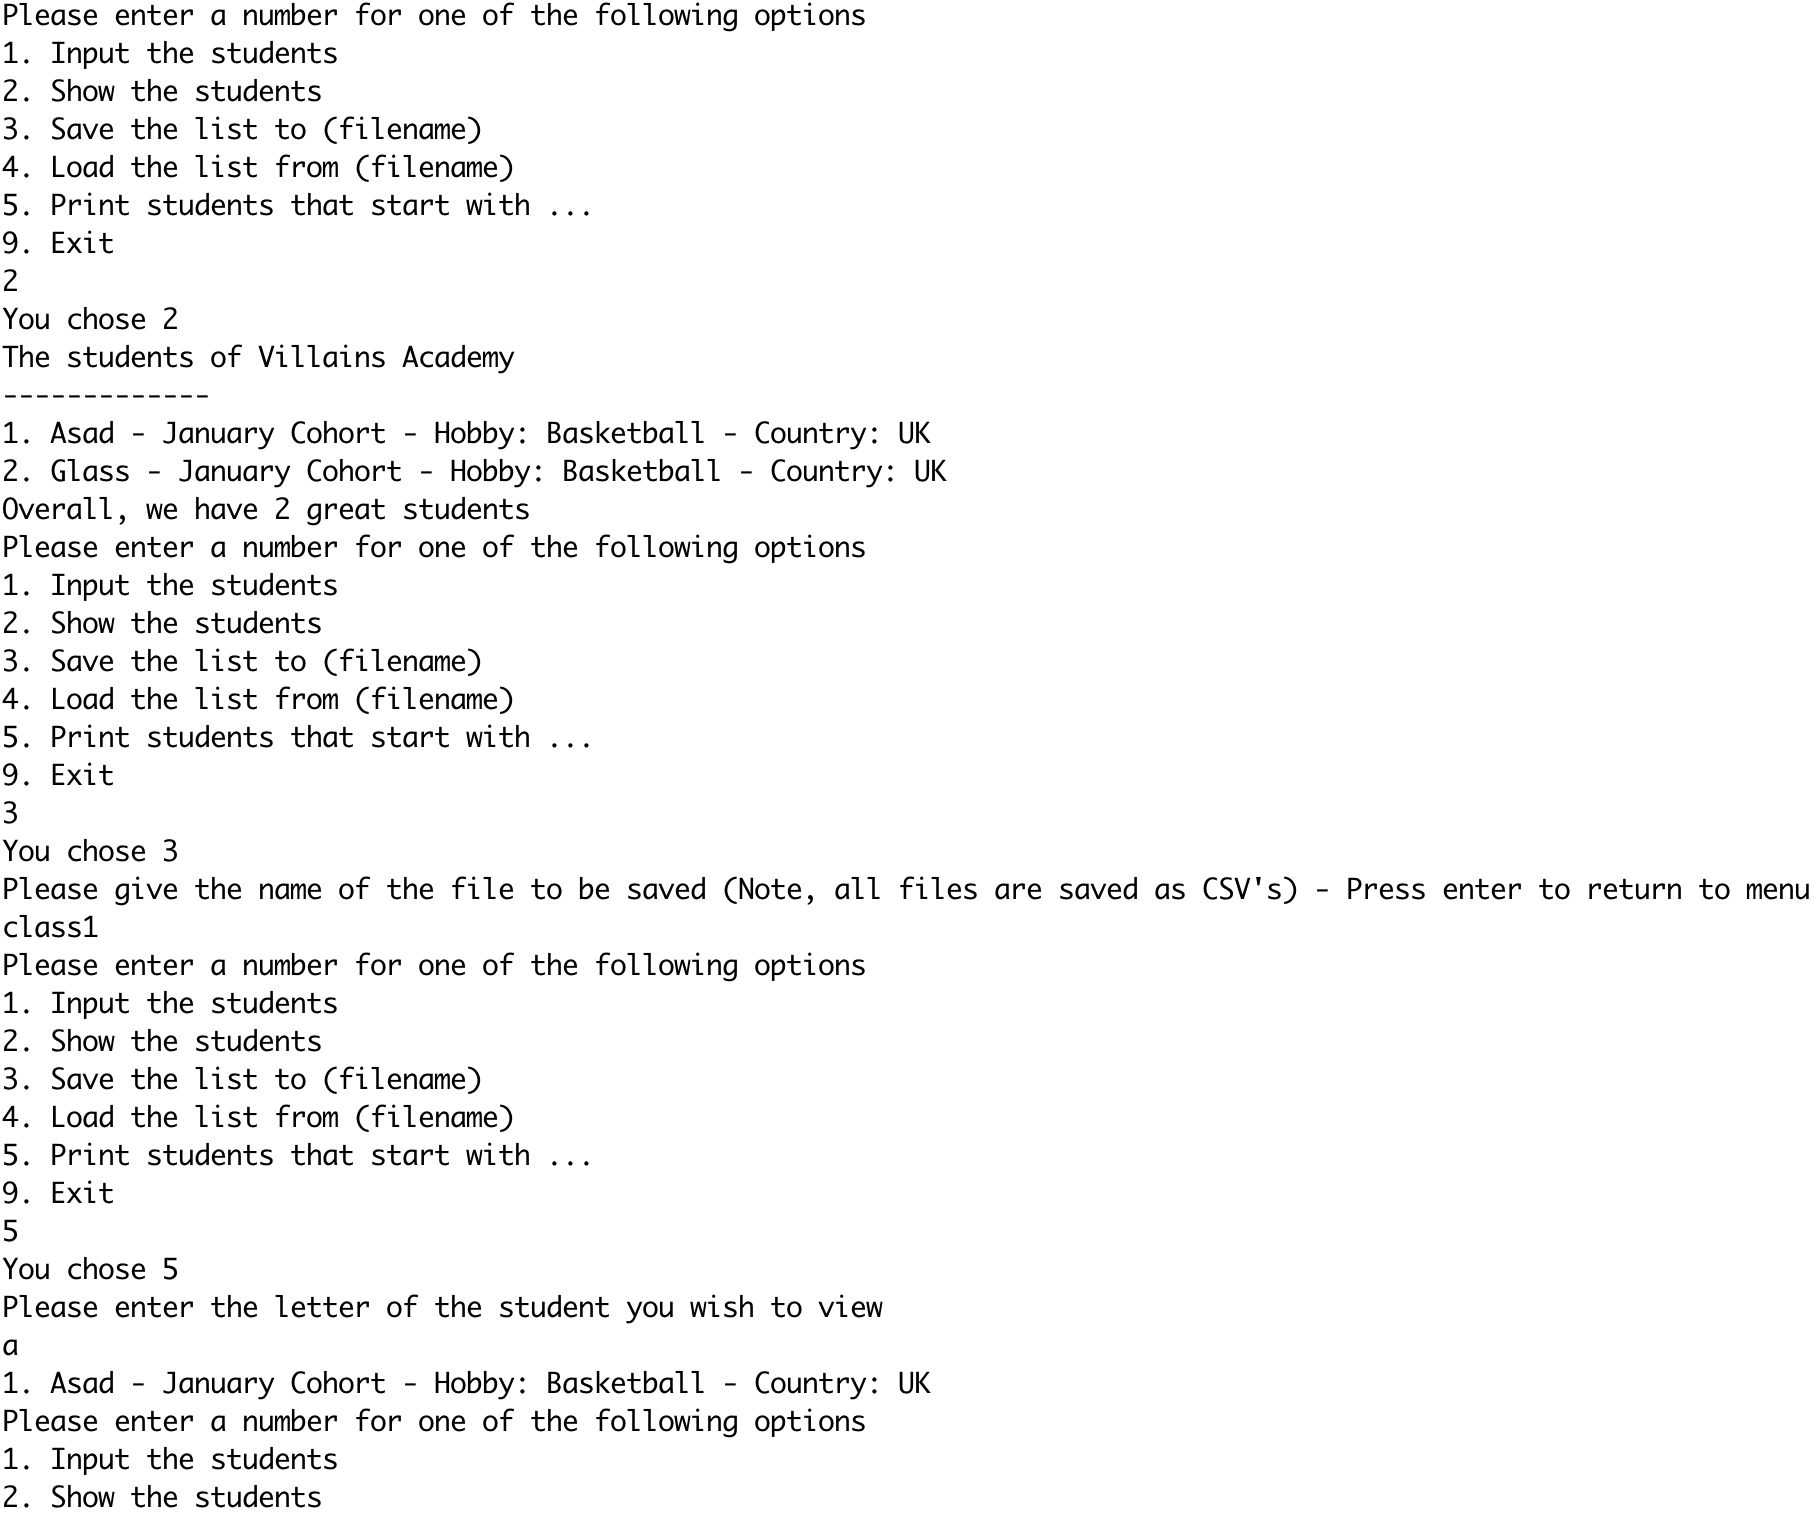 Please enter a number for one of the following options
1. Input the students
2. Show the students
3. Save the list to (filename)
4. Load the list from (filename)
5. Print students that start with ...
9. Exit
2
You chose 2
The students of Villains Academy
-------------
1. Asad - January Cohort - Hobby: Basketball - Country: UK
2. Glass - January Cohort - Hobby: Basketball - Country: UK
Overall, we have 2 great students
Please enter a number for one of the following options
1. Input the students
2. Show the students
3. Save the list to (filename)
4. Load the list from (filename)
5. Print students that start with ...
9. Exit
3
You chose 3
Please give the name of the file to be saved (Note, all files are saved as CSV's) - Press enter to return to menu
class1
Please enter a number for one of the following options
1. Input the students
2. Show the students
3. Save the list to (filename)
4. Load the list from (filename)
5. Print students that start with ...
9. Exit
5
You chose 5
Please enter the letter of the student you wish to view
a
1. Asad - January Cohort - Hobby: Basketball - Country: UK
Please enter a number for one of the following options
1. Input the students
2. Show the students